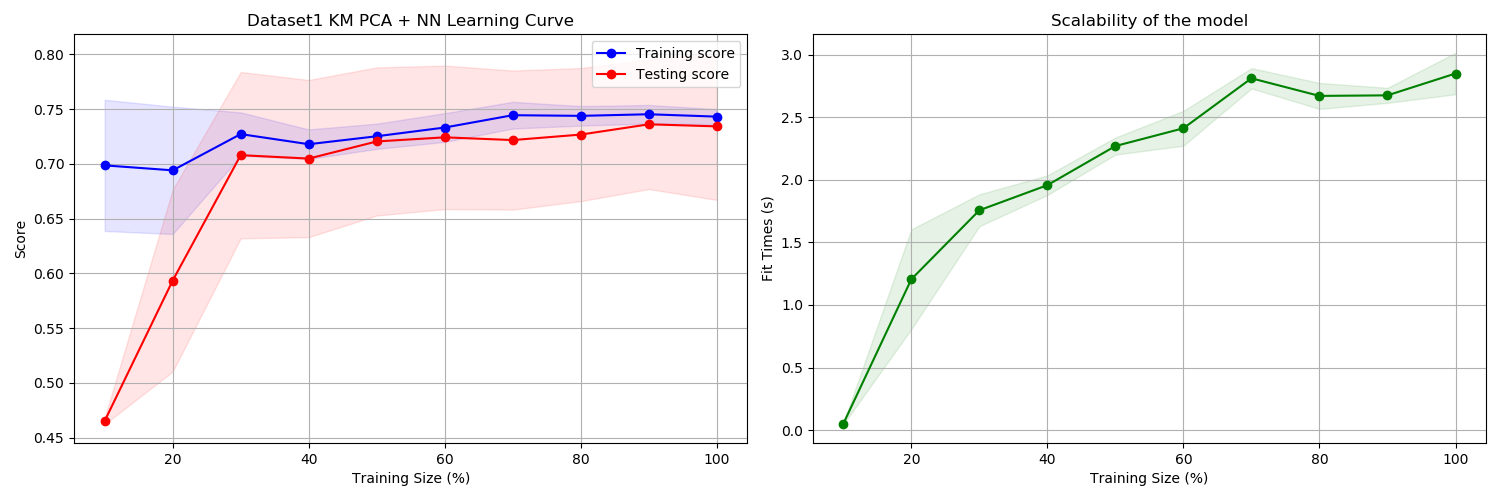 Dataset1 KM PCA + NN Learning Curve
Training score
Testing score
0.80
0.75
0.70
0.65
0.60
0.55
0.50
0.45
Score
20 40 60 80 100
Training Size (%)
Scalability of the model
3.0
2.5
2.0
1.5
1.0
0.5
0.0
Fit Times (s)
20 40 60 80 100
Training Size (%)